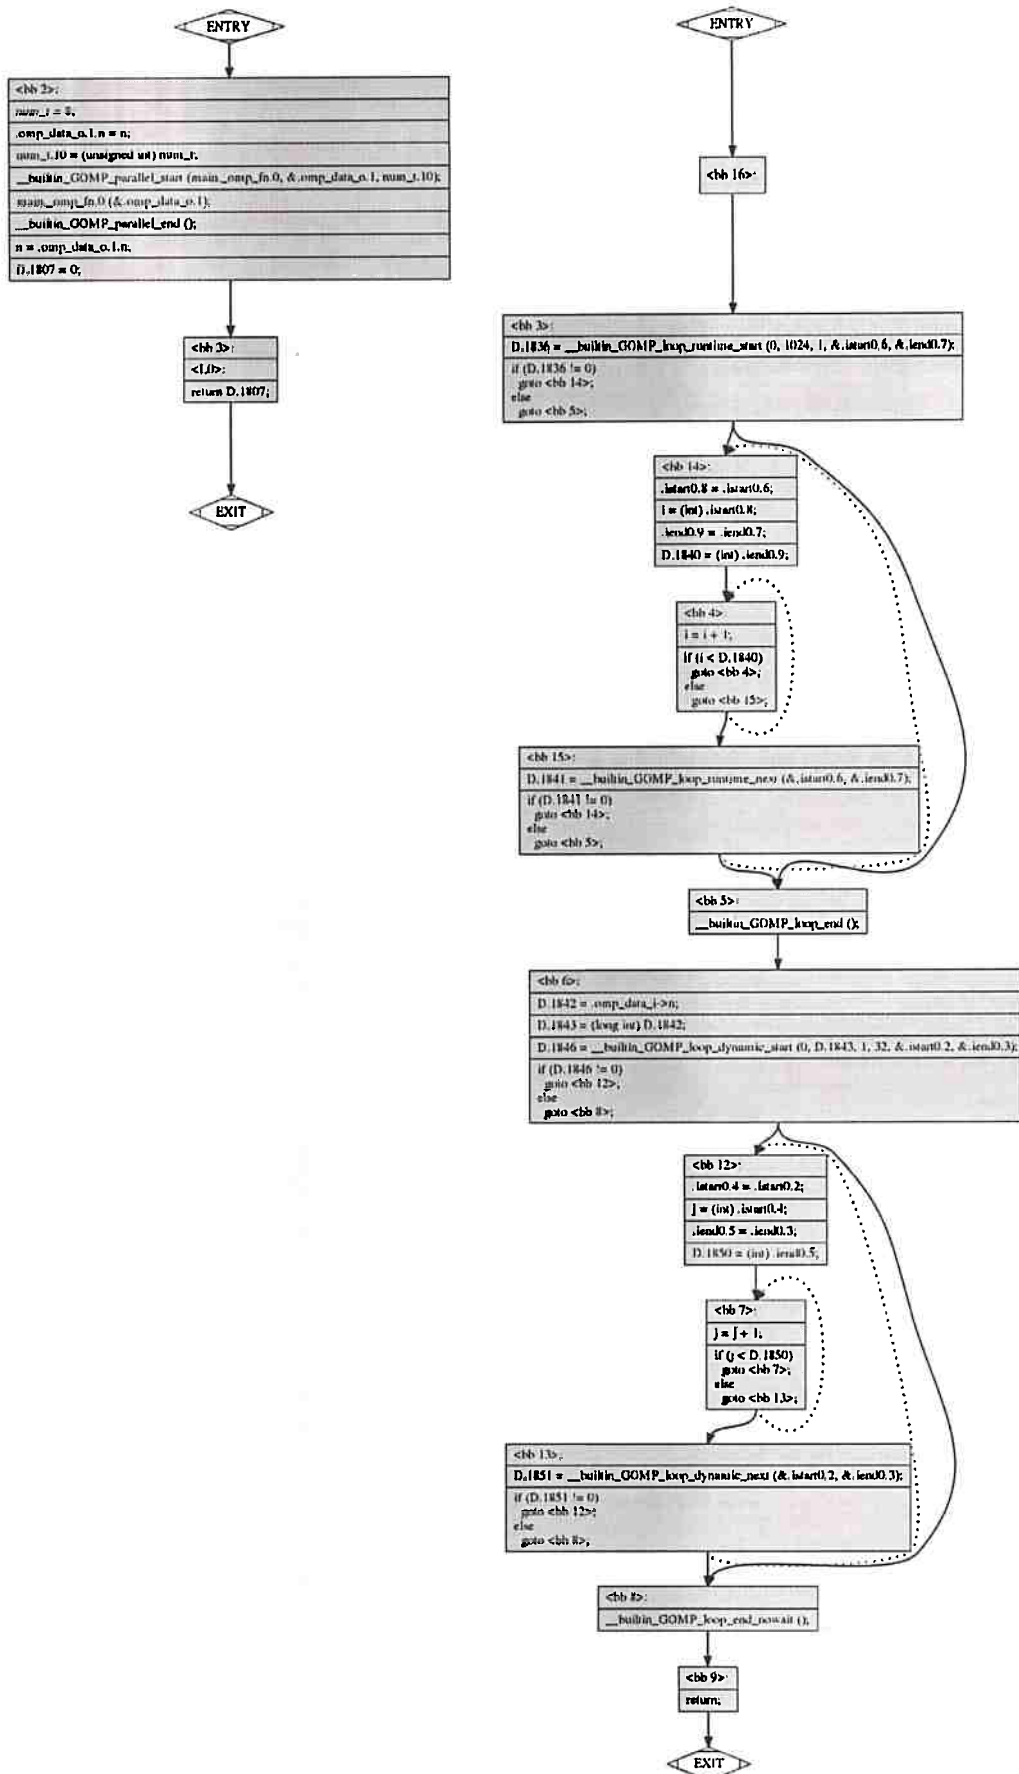 ENTRY
<bb 2>:
num_t = 8;
.omp_data_o.1.n = n;
num_t.10 = (unsigned int) num_t;
__builtin_GOMP_parallel_start (main._omp_fn.0, &.omp_data_o.1, num_t.10);
main._omp_fn.0 (&.omp_data_o.1);
__builtin_GOMP_parallel_end ();
n = .omp_data_o.1.n;
D.1807 = 0;
<bb 3>:
<L0>:
return D.1807;
EXIT
ENTRY
<bb 16>:
<bb 3>:
D.1836 = __builtin_GOMP_loop_runtime_start (0, 1024, 1, &.istart0.6, &.iend0.7);
if (D.1836 != 0)
goto <bb 14>;
else
goto <bb 5>;
<bb 14>:
.istart0.8 = .istart0.6;
i = (int) .istart0.8;
.iend0.9 = .iend0.7;
D.1840 = (int) .iend0.9;
<bb 4>:
i = i + 1;
if (i < D.1840)
goto <bb 4>;
else
goto <bb 15>;
<bb 15>:
D.1841 = __builtin_GOMP_loop_runtime_next (&.istart0.6, &.iend0.7);
if (D.1841 != 0)
goto <bb 14>;
else
goto <bb 5>;
<bb 5>:
__builtin_GOMP_loop_end ();
<bb 6>:
D.1842 = .omp_data_i->n;
D.1843 = (long int) D.1842;
D.1846 = __builtin_GOMP_loop_dynamic_start (0, D.1843, 1, 32, &.istart0.2, &.iend0.3);
if (D.1846 != 0)
goto <bb 12>;
else
goto <bb 8>;
<bb 12>:
.istart0.4 = .istart0.2;
j = (int) .istart0.4;
.iend0.5 = .iend0.3;
D.1850 = (int) .iend0.5;
<bb 7>:
j = j + 1;
if (j < D.1850)
goto <bb 7>;
else
goto <bb 13>;
<bb 13>:
D.1851 = __builtin_GOMP_loop_dynamic_next (&.istart0.2, &.iend0.3);
if (D.1851 != 0)
goto <bb 12>;
else
goto <bb 8>;
<bb 8>:
__builtin_GOMP_loop_end_nowait ();
<bb 9>:
return;
EXIT